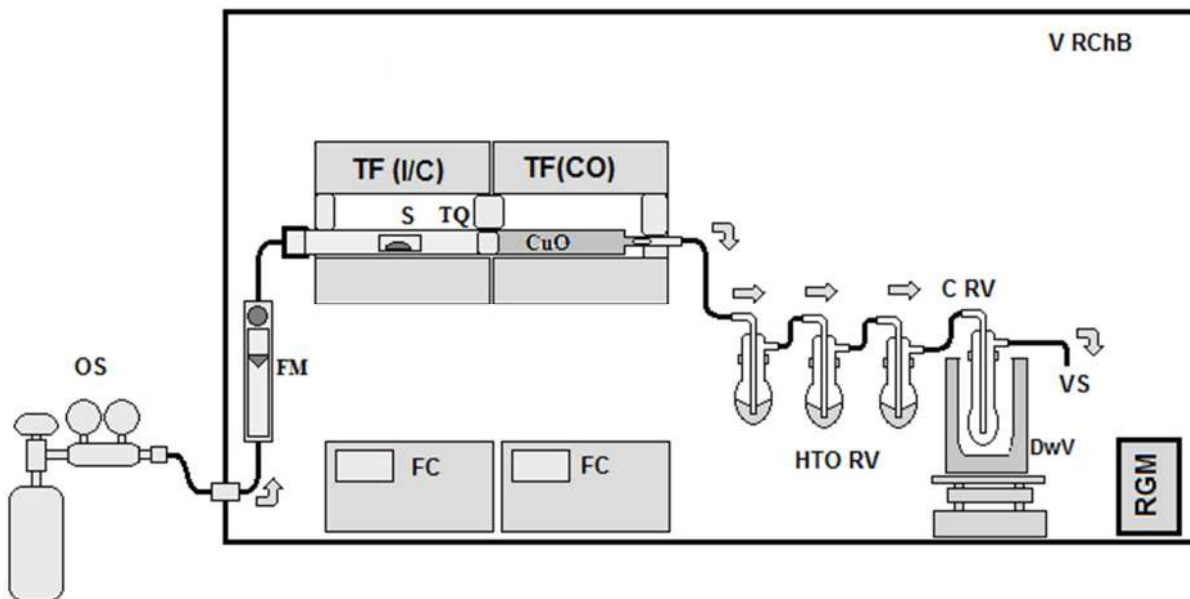 V RChB
TF (I/C)
TF(CO)
S
TQ
CuO
C RV
OS
FM
VS
HTO RV
DwV
FC
FC
RGM